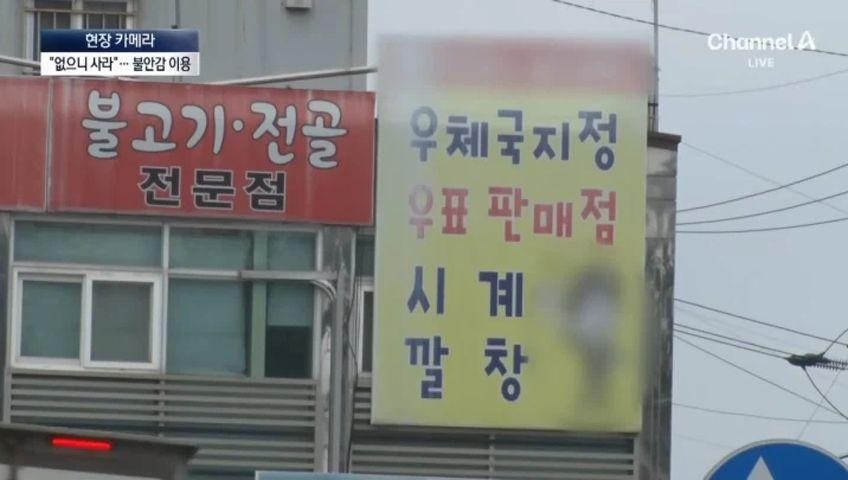 현장 카메라
"없으니 사라"… 불안감 이용
Channel A
LIVE
불고기·전골
전문점
우체국지정
우표 판매점
시계
깔창